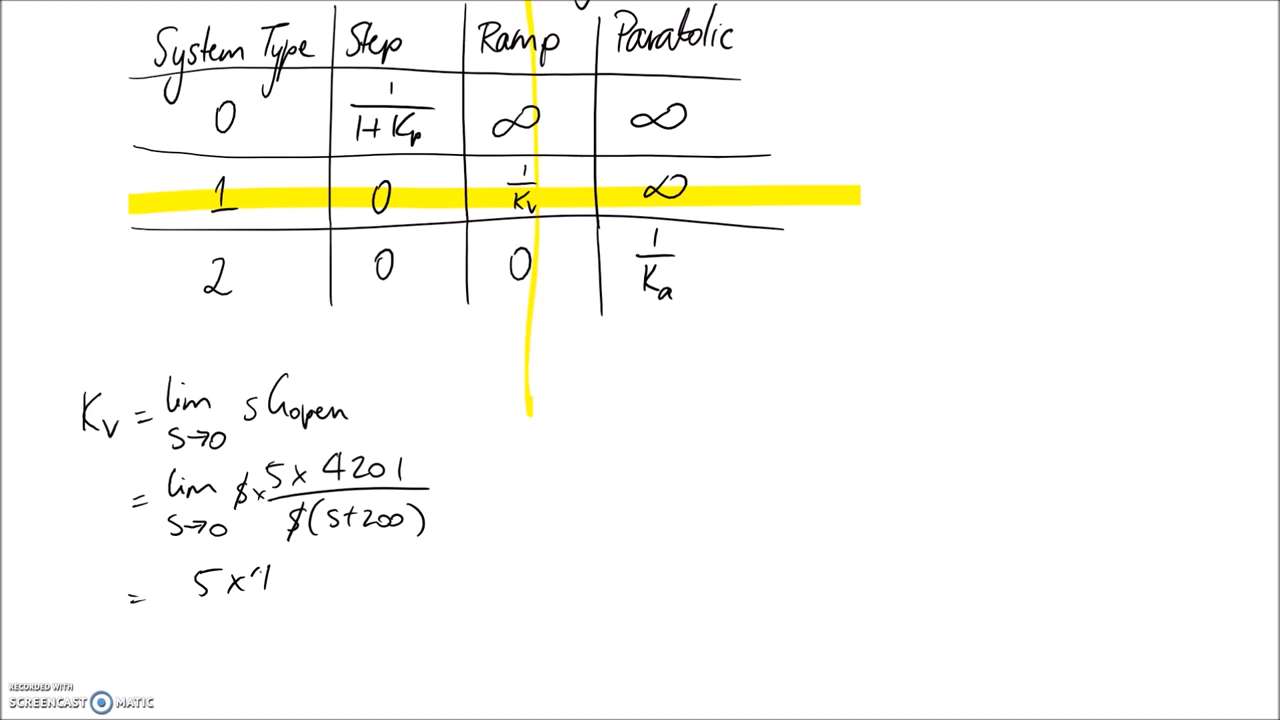 System Type Step Ramp Parabolic
0 1/(1+Kp) ∞ ∞
1 0 1/Kv ∞
2 0 0 1/Ka
Kv = lim s→0 s Gopen
= lim s→0 s × 5 × 4201 / s(s+200)
= 5 ×
RECORDED WITH
SCREENCAST MATIC